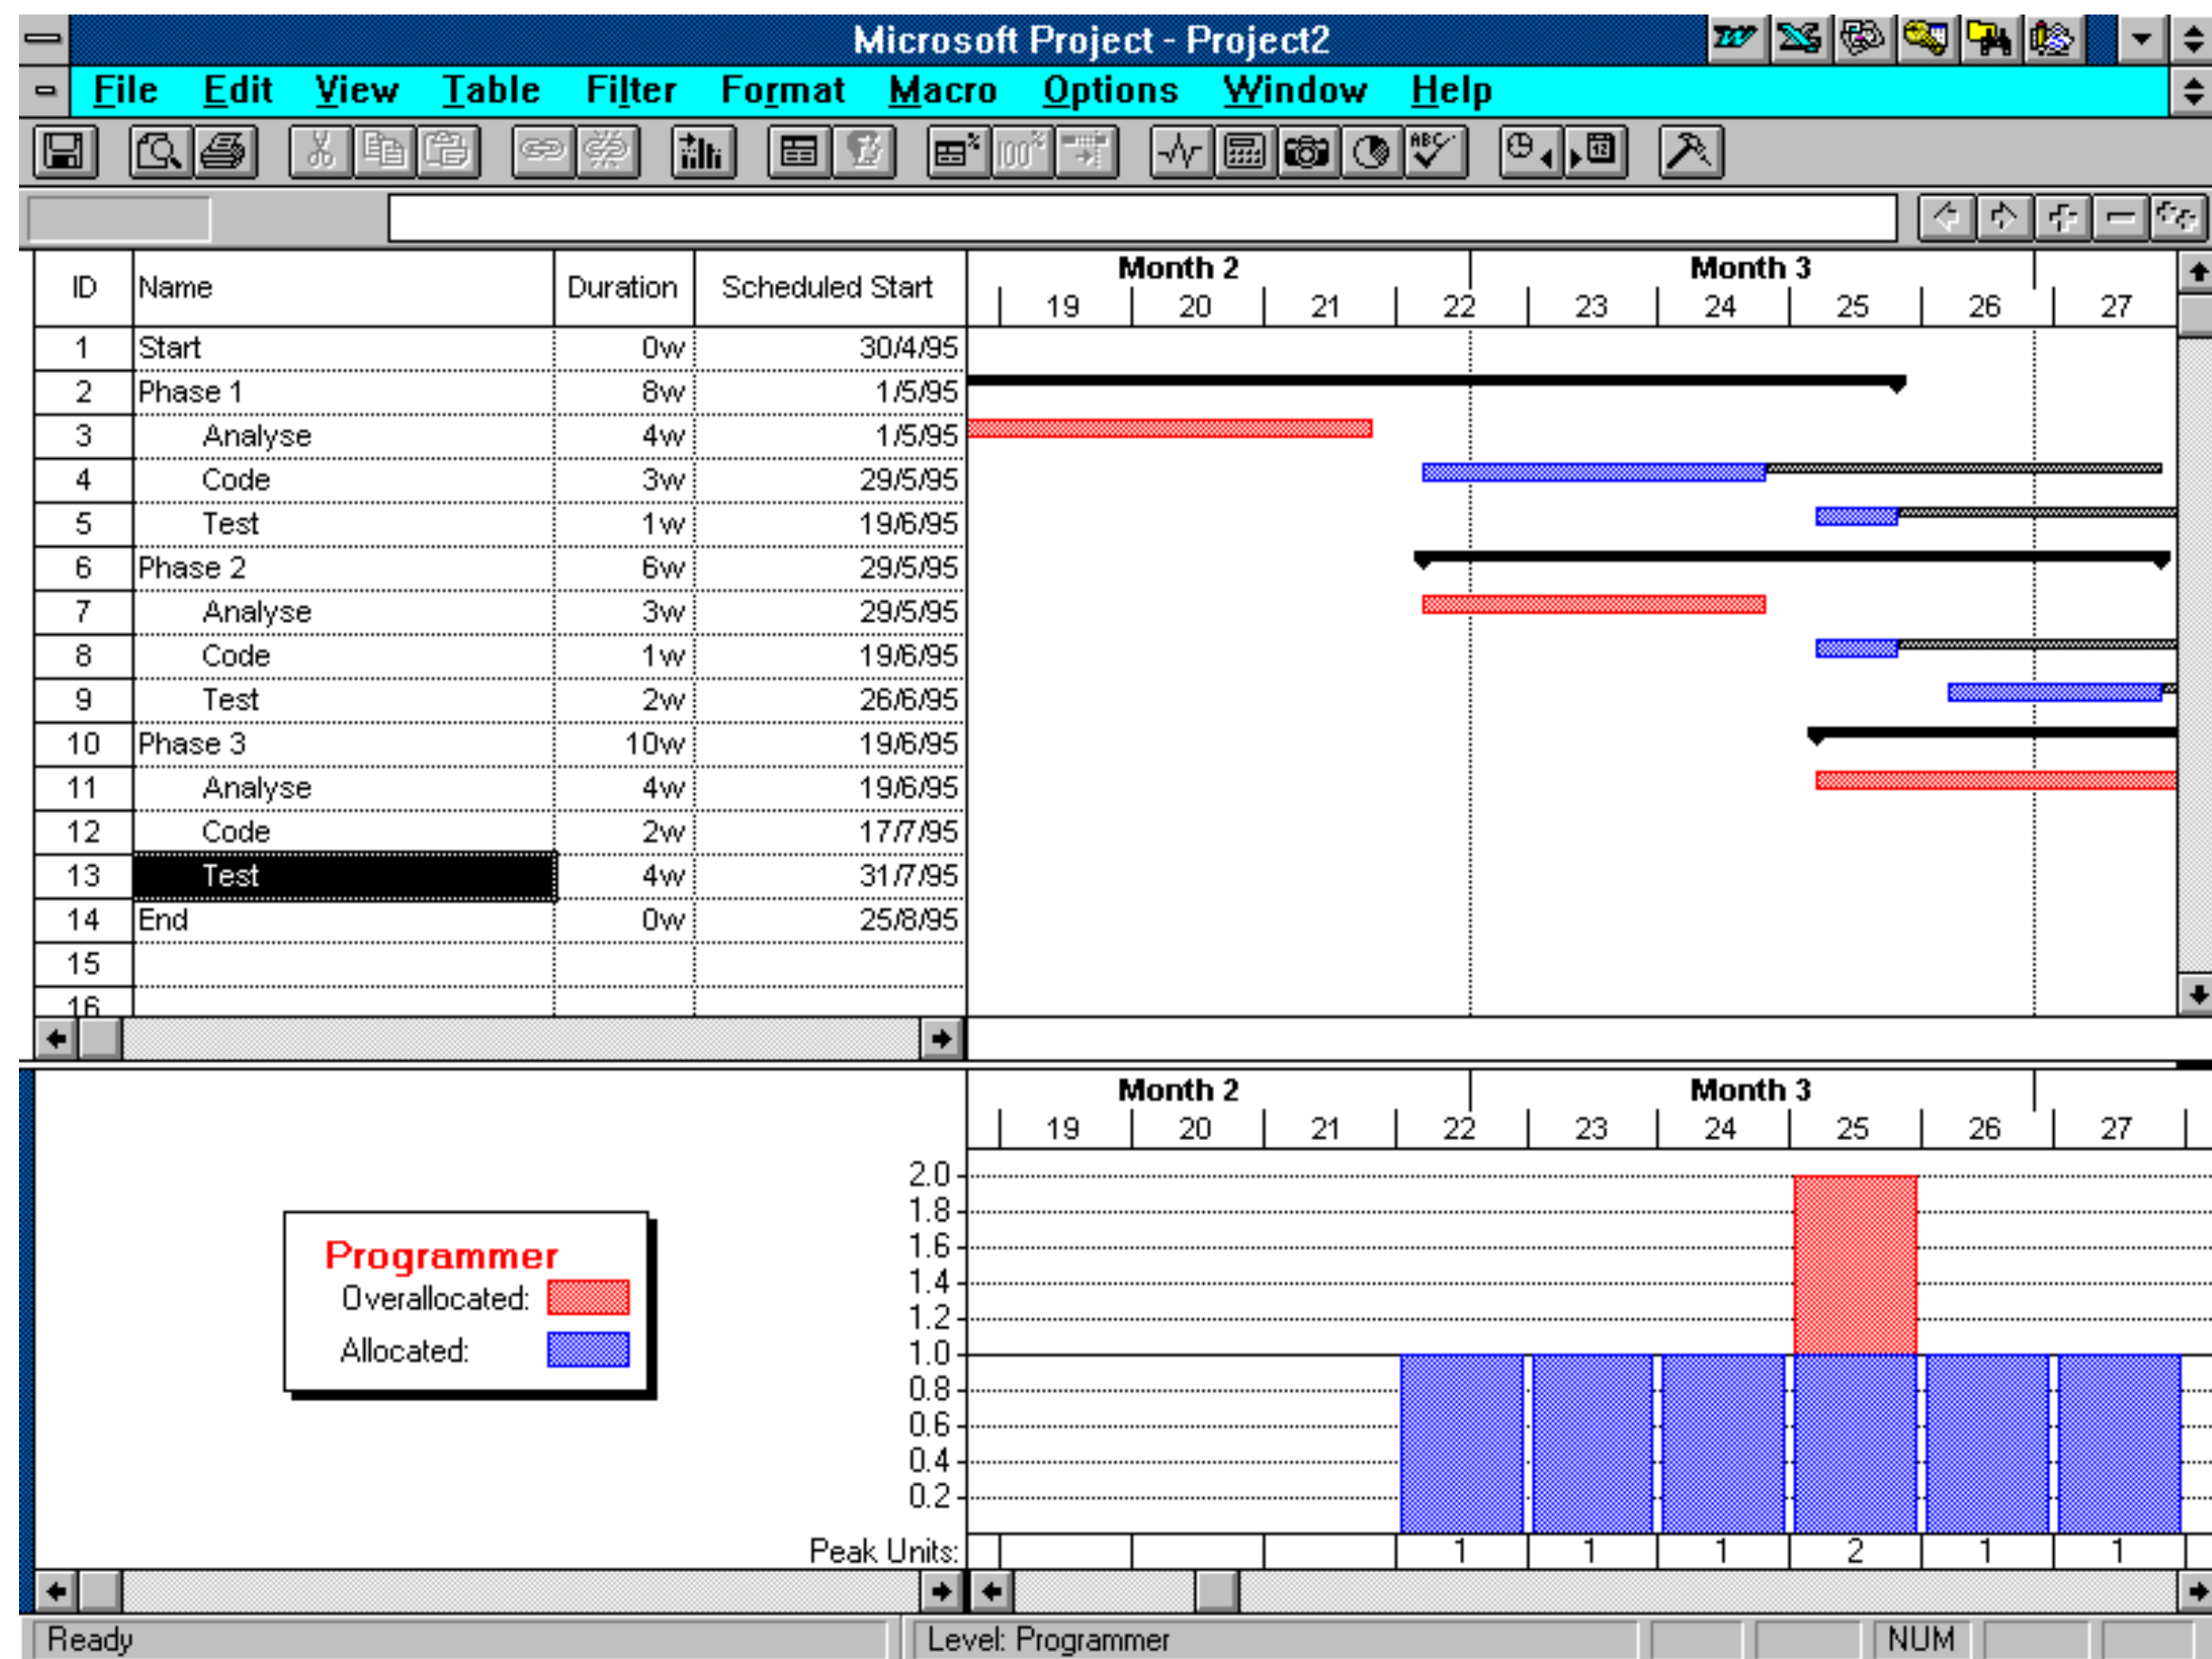 Microsoft Project - Project2
File Edit View Table Filter Format Macro Options Window Help
ID Name Duration Scheduled Start Month 2 Month 3
19 20 21 22 23 24 25 26 27
1 Start 0w 30/4/95
2 Phase 1 8w 1/5/95
3 Analyse 4w 1/5/95
4 Code 3w 29/5/95
5 Test 1w 19/6/95
6 Phase 2 6w 29/5/95
7 Analyse 3w 29/5/95
8 Code 1w 19/6/95
9 Test 2w 26/6/95
10 Phase 3 10w 19/6/95
11 Analyse 4w 19/6/95
12 Code 2w 17/7/95
13 Test 4w 31/7/95
14 End 0w 25/8/95
15
16
Month 2 Month 3
19 20 21 22 23 24 25 26 27
2.0
1.8
Programmer 1.6
Overallocated: 1.4
1.2
Allocated: 1.0
0.8
0.6
0.4
0.2
Peak Units: 1 1 1 2 1 1
Ready Level: Programmer NUM